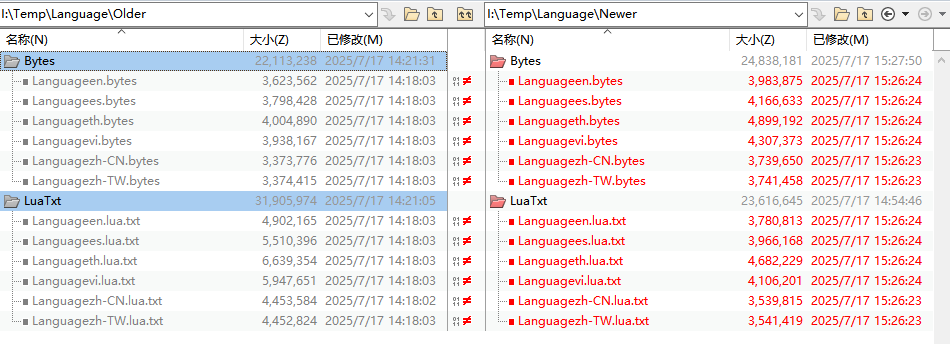 I:\Temp\Language\Older I:\Temp\Language\Newer
名称(N) 大小(Z) 已修改(M) 名称(N) 大小(Z) 已修改(M)
Bytes 22,113,238 2025/7/17 14:21:31 Bytes 24,838,181 2025/7/17 15:27:50
Languageen.bytes 3,623,562 2025/7/17 14:18:03 Languageen.bytes 3,983,875 2025/7/17 15:26:24
Languagees.bytes 3,798,428 2025/7/17 14:18:03 Languagees.bytes 4,166,633 2025/7/17 15:26:24
Languageth.bytes 4,004,890 2025/7/17 14:18:03 Languageth.bytes 4,899,192 2025/7/17 15:26:24
Languagevi.bytes 3,938,167 2025/7/17 14:18:03 Languagevi.bytes 4,307,373 2025/7/17 15:26:24
Languagezh-CN.bytes 3,373,776 2025/7/17 14:18:03 Languagezh-CN.bytes 3,739,650 2025/7/17 15:26:23
Languagezh-TW.bytes 3,374,415 2025/7/17 14:18:03 Languagezh-TW.bytes 3,741,458 2025/7/17 15:26:23
LuaTxt 31,905,974 2025/7/17 14:21:05 LuaTxt 23,616,645 2025/7/17 14:54:46
Languageen.lua.txt 4,902,165 2025/7/17 14:18:03 Languageen.lua.txt 3,780,813 2025/7/17 15:26:24
Languagees.lua.txt 5,510,396 2025/7/17 14:18:03 Languagees.lua.txt 3,966,168 2025/7/17 15:26:24
Languageth.lua.txt 6,639,354 2025/7/17 14:18:03 Languageth.lua.txt 4,682,229 2025/7/17 15:26:24
Languagevi.lua.txt 5,947,651 2025/7/17 14:18:03 Languagevi.lua.txt 4,106,201 2025/7/17 15:26:24
Languagezh-CN.lua.txt 4,453,584 2025/7/17 14:18:02 Languagezh-CN.lua.txt 3,539,815 2025/7/17 15:26:23
Languagezh-TW.lua.txt 4,452,824 2025/7/17 14:18:03 Languagezh-TW.lua.txt 3,541,419 2025/7/17 15:26:23